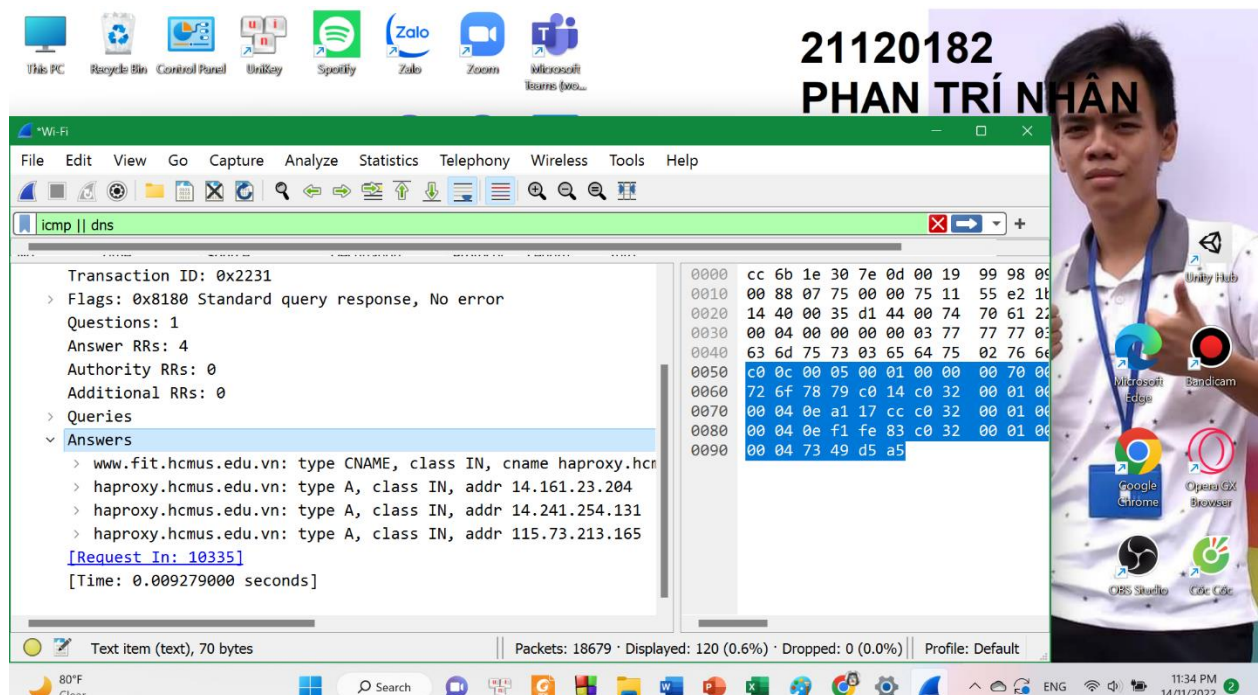 21120182
PHAN TRÍ NHÂN
This PC
Recycle Bin
Control Panel
UniKey
Spotify
Zalo
Zalo
Zoom
Microsoft
Teams (wo...
*Wi-Fi
File Edit View Go Capture Analyze Statistics Telephony Wireless Tools Help
icmp || dns
Transaction ID: 0x2231
Flags: 0x8180 Standard query response, No error
Questions: 1
Answer RRs: 4
Authority RRs: 0
Additional RRs: 0
Queries
Answers
www.fit.hcmus.edu.vn: type CNAME, class IN, cname haproxy.hcm
haproxy.hcmus.edu.vn: type A, class IN, addr 14.161.23.204
haproxy.hcmus.edu.vn: type A, class IN, addr 14.241.254.131
haproxy.hcmus.edu.vn: type A, class IN, addr 115.73.213.165
[Request In: 10335]
[Time: 0.009279000 seconds]
0000 cc 6b 1e 30 7e 0d 00 19 99 98 09
0010 00 88 07 75 00 00 75 11 55 e2 1b
0020 14 40 00 35 d1 44 00 74 70 61 22
0030 00 04 00 00 00 00 03 77 77 77 03
0040 63 6d 75 73 03 65 64 75 02 76 6e
0050 c0 0c 00 05 00 01 00 00 00 70 00
0060 72 6f 78 79 c0 14 c0 32 00 01 00
0070 00 04 0e a1 17 cc c0 32 00 01 00
0080 00 04 0e f1 fe 83 c0 32 00 01 00
0090 00 04 73 49 d5 a5
Text item (text), 70 bytes
Packets: 18679 · Displayed: 120 (0.6%) · Dropped: 0 (0.0%)
Profile: Default
Unity Hub
Microsoft
Edge
Bandicam
Google
Chrome
Opera GX
Browser
OBS Studio
Cốc Cốc
80°F
Clear
Search
ENG
11:34 PM
2